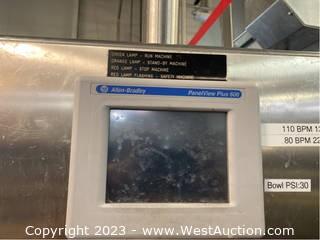 GREEN LAMP - RUN MACHINE
ORANGE LAMP - STAND-BY MACHINE
RED LAMP - STOP MACHINE
RED LAMP FLASHING - SAFETY MACHINE
Allen-Bradley
PanelView Plus 600
110 BPM
80 BPM 22
Bowl PSI:30
Copyright 2023 - www.WestAuction.com